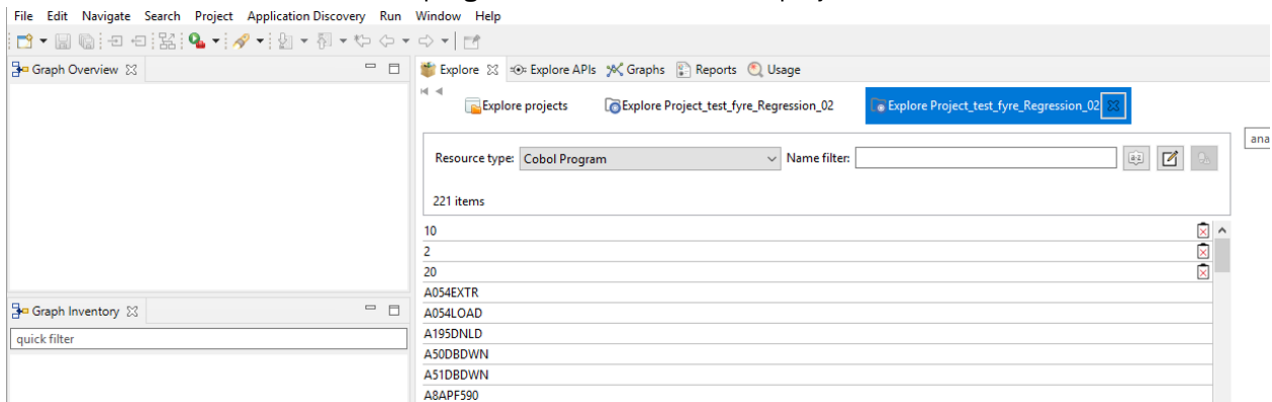 File Edit Navigate Search Project Application Discovery Run Window Help
Graph Overview
Explore Explore APIs Graphs Reports Usage
Explore projects Explore Project_test_fyre_Regression_02 Explore Project_test_fyre_Regression_02
Resource type: Cobol Program Name filter:
ana
221 items
10
2
20
A054EXTR
A054LOAD
A195DNLD
A50DBDWN
A51DBDWN
A8APF590
Graph Inventory
quick filter